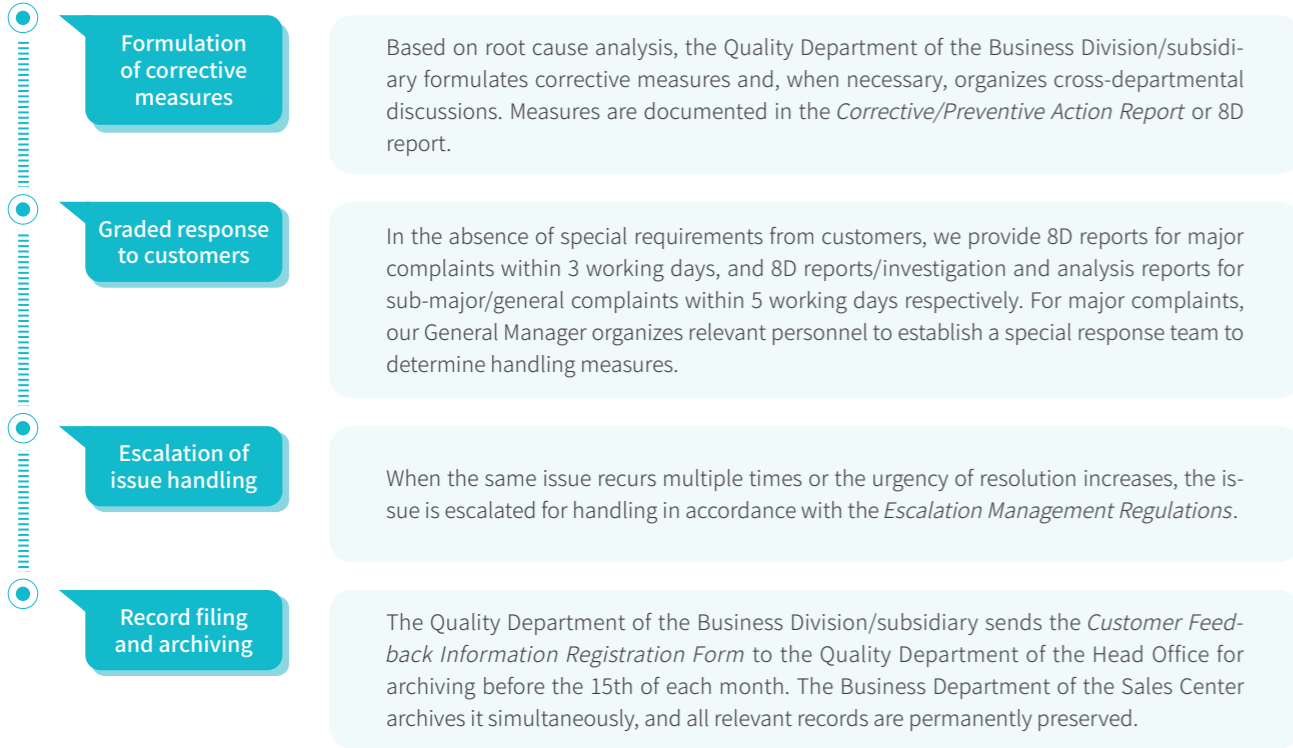 Formulation
of corrective
measures
Based on root cause analysis, the Quality Department of the Business Division/subsidi-
ary formulates corrective measures and, when necessary, organizes cross-departmental
discussions. Measures are documented in the Corrective/Preventive Action Report or 8D
report.
Graded response
to customers
In the absence of special requirements from customers, we provide 8D reports for major
complaints within 3 working days, and 8D reports/investigation and analysis reports for
sub-major/general complaints within 5 working days respectively. For major complaints,
our General Manager organizes relevant personnel to establish a special response team to
determine handling measures.
Escalation of
issue handling
When the same issue recurs multiple times or the urgency of resolution increases, the is-
sue is escalated for handling in accordance with the Escalation Management Regulations.
Record filing
and archiving
The Quality Department of the Business Division/subsidiary sends the Customer Feed-
back Information Registration Form to the Quality Department of the Head Office for
archiving before the 15th of each month. The Business Department of the Sales Center
archives it simultaneously, and all relevant records are permanently preserved.